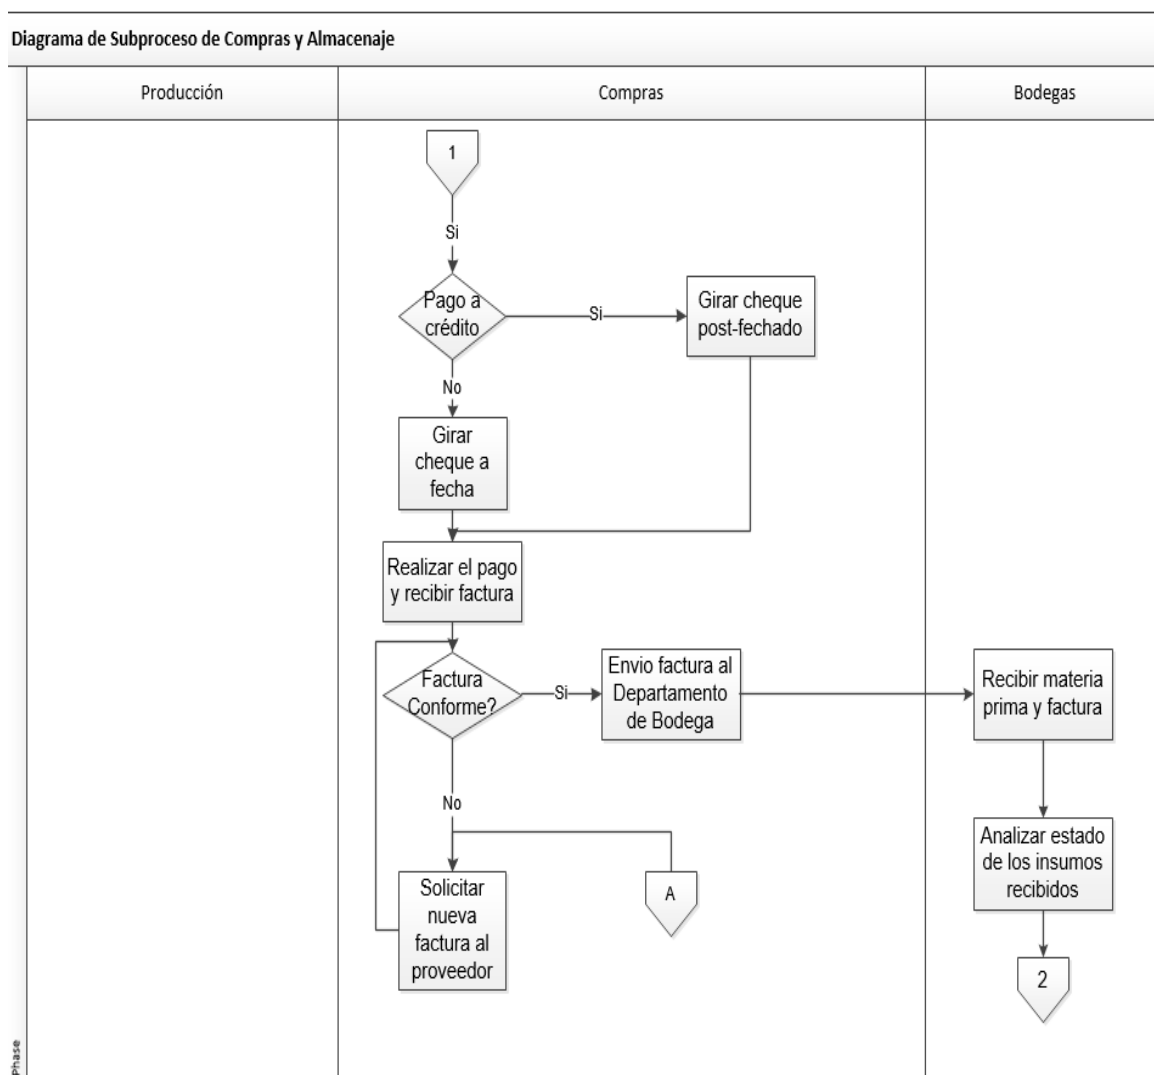 Diagrama de Subproceso de Compras y Almacenaje
Producción
Compras
Bodegas
1
Si
Pago a
crédito
Si
Girar cheque
post-fechado
No
Girar
cheque a
fecha
Realizar el pago
y recibir factura
Factura
Conforme?
Si
Envio factura al
Departamento
de Bodega
Recibir materia
prima y factura
No
Analizar estado
de los insumos
recibidos
Solicitar
nueva
factura al
proveedor
A
2
Phase